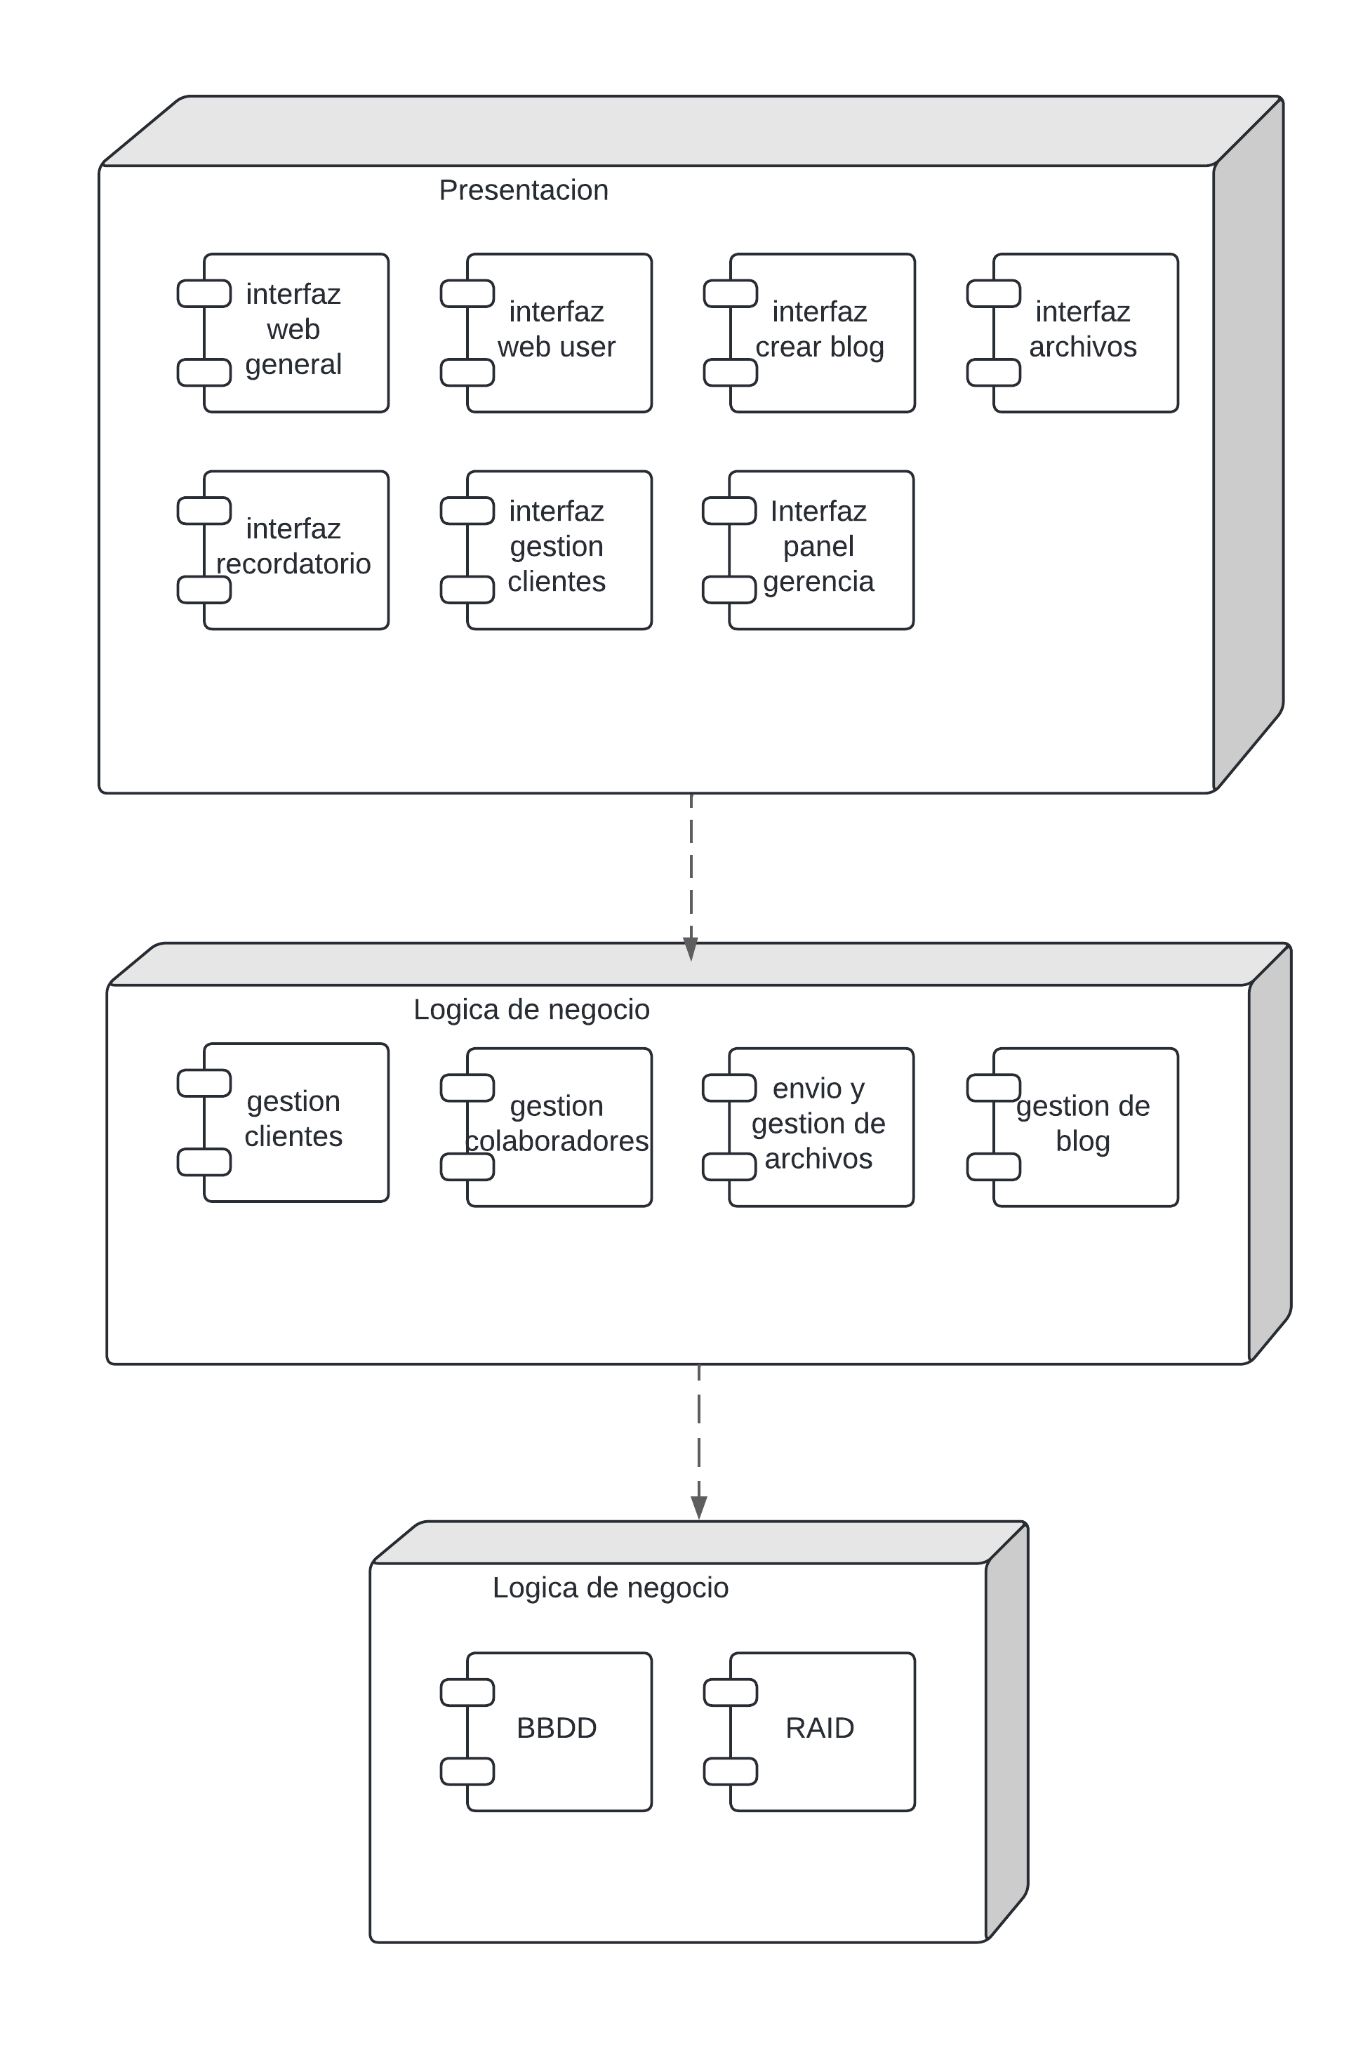 Presentacion
interfaz
web
general
interfaz
web user
interfaz
crear blog
interfaz
archivos
interfaz
recordatorio
interfaz
gestion
clientes
Interfaz
panel
gerencia
Logica de negocio
gestion
clientes
gestion
colaboradores
envio y
gestion de
archivos
gestion de
blog
Logica de negocio
BBDD
RAID